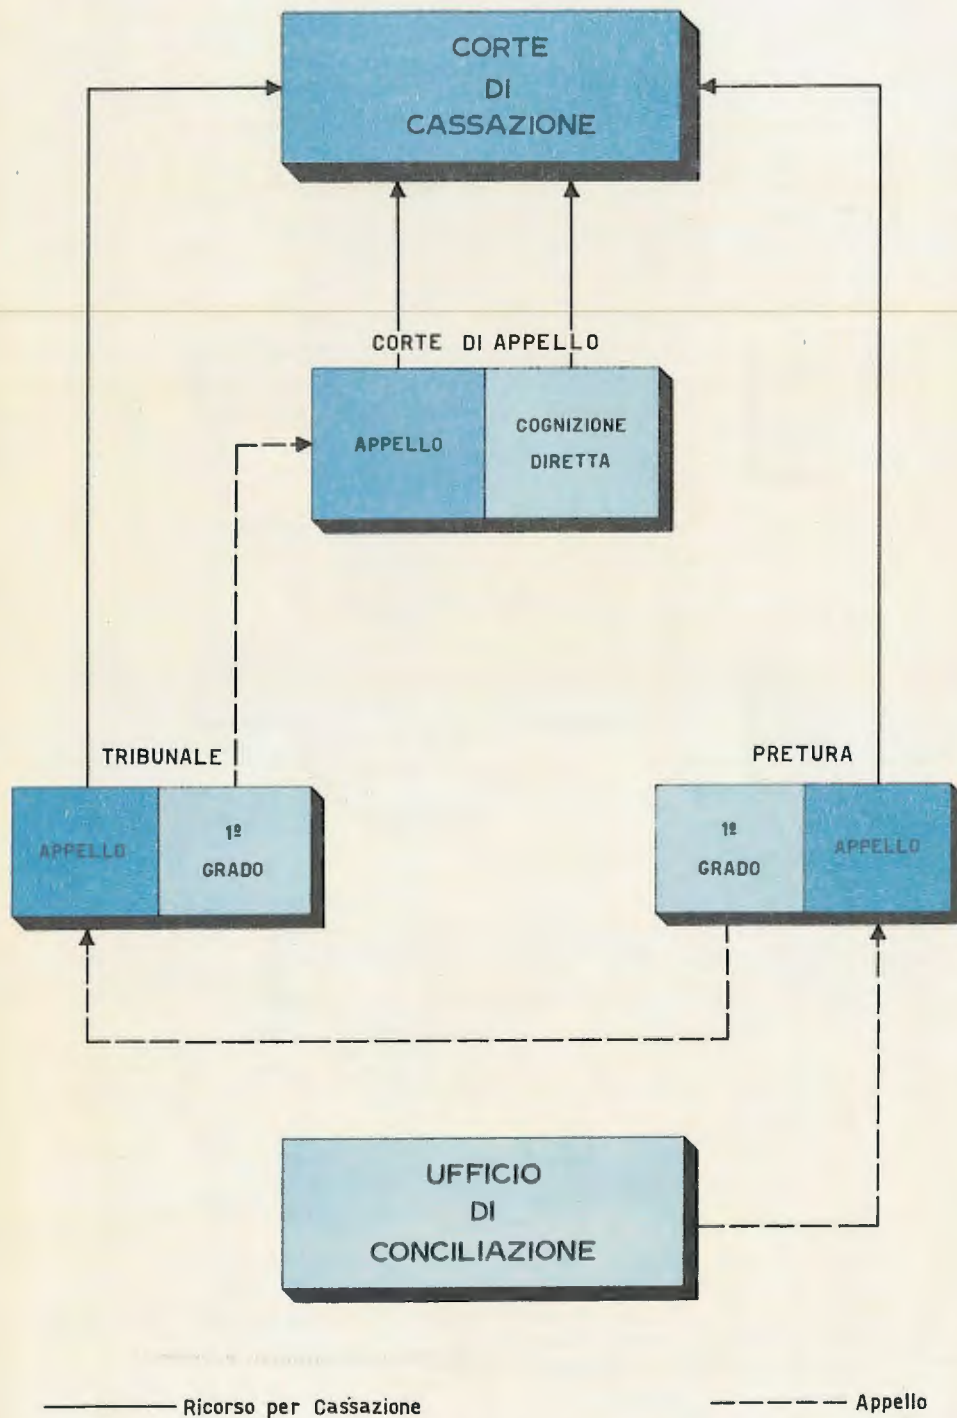 CORTE
DI
CASSAZIONE
CORTE DI APPELLO
APPELLO
COGNIZIONE
DIRETTA
TRIBUNALE
APPELLO
1º
GRADO
PRETURA
1º
GRADO
APPELLO
UFFICIO
DI
CONCILIAZIONE
Ricorso per Cassazione
Appello